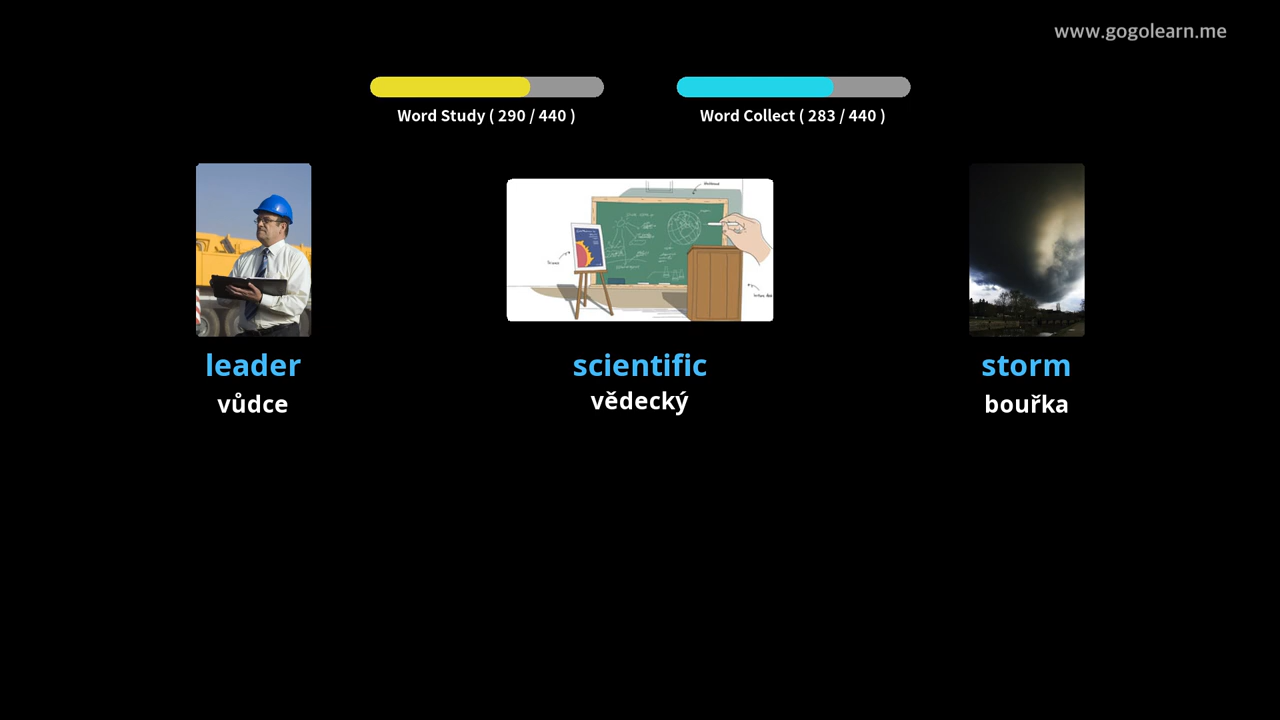 www.gogolearn.me
Word Study ( 290 / 440 )
Word Collect ( 283 / 440 )
leader
vůdce
scientific
vědecký
storm
bouřka